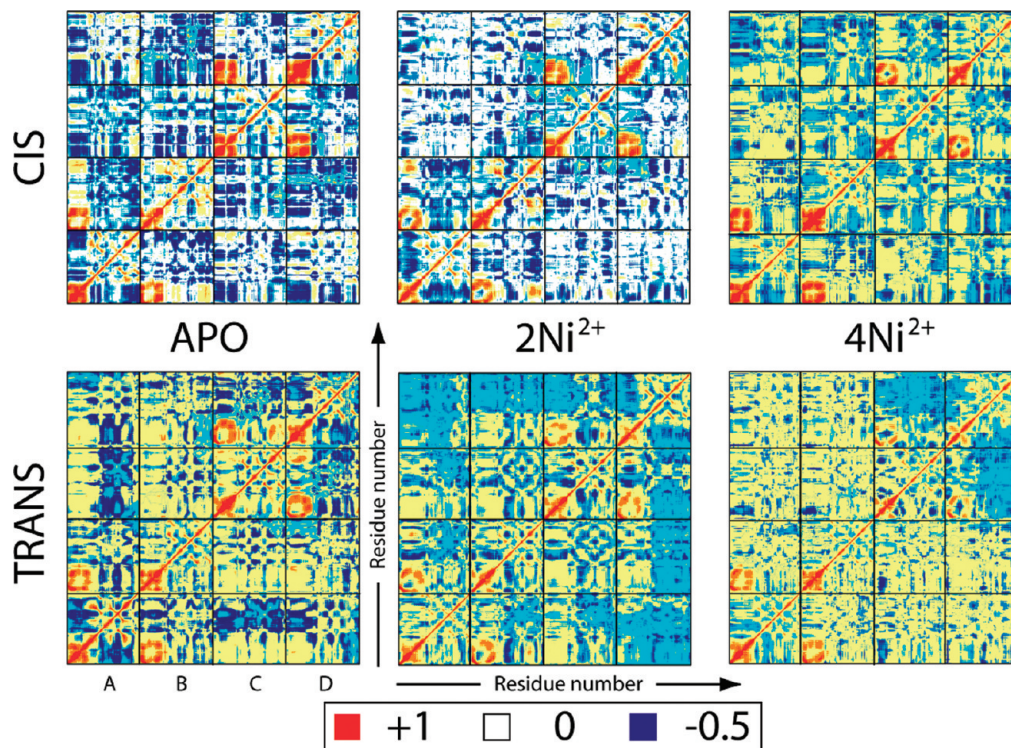 CIS
APO
2Ni²⁺
4Ni²⁺
TRANS
Residue number
A B C D
Residue number
+1 0 -0.5